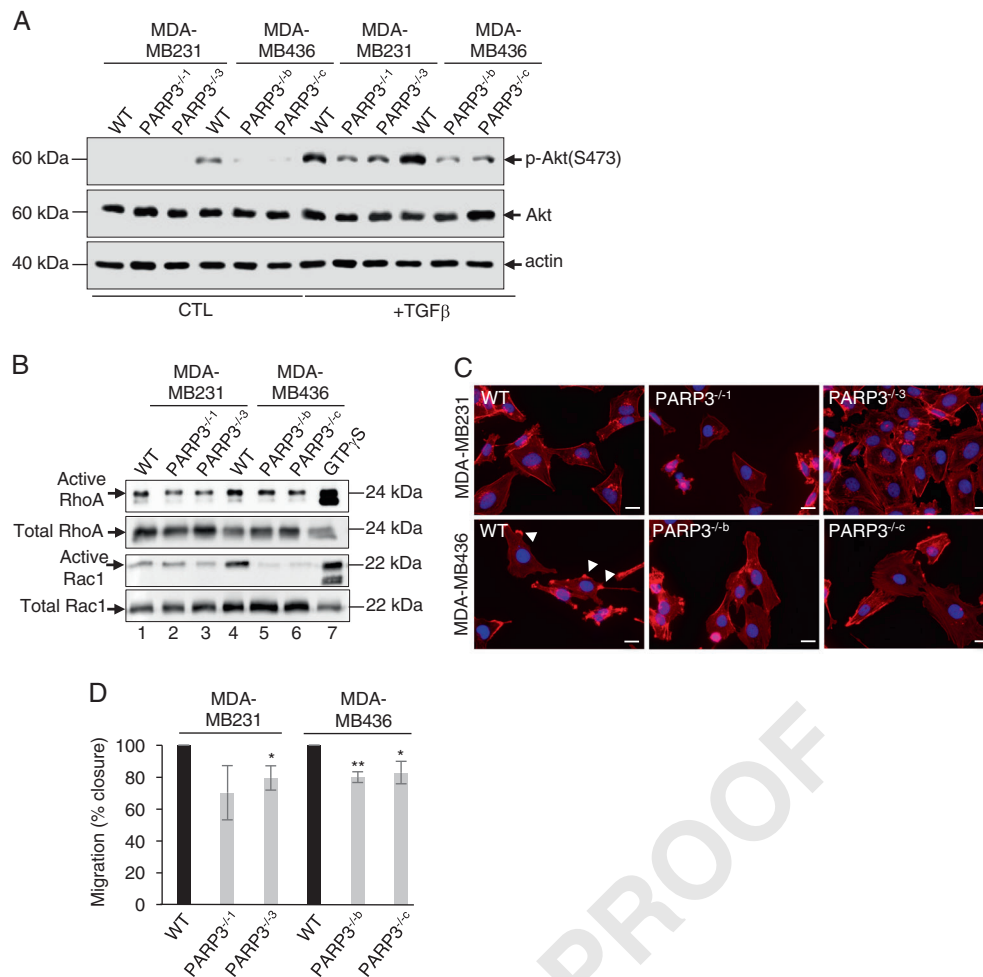 A
MDA-MB231
MDA-MB436
MDA-MB231
MDA-MB436
WT
PARP3-/-1
PARP3-/-3
WT
PARP3-/-b
PARP3-/-c
WT
PARP3-/-1
PARP3-/-3
WT
PARP3-/-b
PARP3-/-c
60 kDa
p-Akt(S473)
60 kDa
Akt
40 kDa
actin
CTL
+TGFβ
B
MDA-MB231
MDA-MB436
WT
PARP3-/-1
PARP3-/-3
WT
PARP3-/-b
PARP3-/-c
GTPγS
Active RhoA
24 kDa
Total RhoA
24 kDa
Active Rac1
22 kDa
Total Rac1
22 kDa
1 2 3 4 5 6 7
C
MDA-MB231
WT
PARP3-/-1
PARP3-/-3
MDA-MB436
WT
PARP3-/-b
PARP3-/-c
D
MDA-MB231
MDA-MB436
Migration (% closure)
100
80
60
40
20
0
*
**
*
WT
PARP3-/-1
PARP3-/-3
WT
PARP3-/-b
PARP3-/-c
PROOF